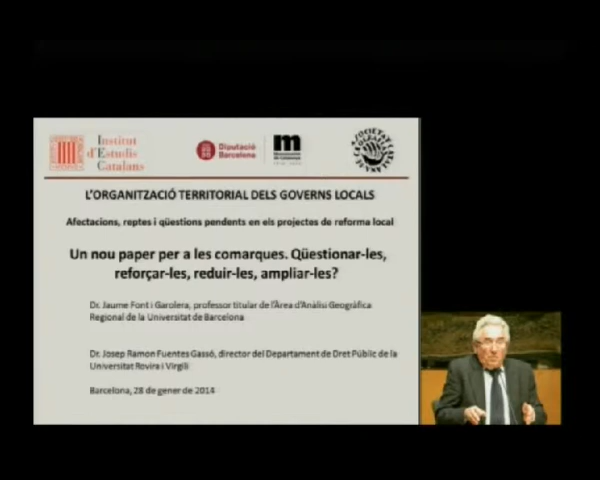 Institut
d'Estudis
Catalans
Diputació
Barcelona
m
L'ORGANITZACIÓ TERRITORIAL DELS GOVERNS LOCALS
Afectacions, reptes i qüestions pendents en els projectes de reforma local
Un nou paper per a les comarques. Qüestionar-les,
reforçar-les, reduir-les, ampliar-les?
Dr. Jaume Font i Garolera, professor titular de l'Àrea d'Anàlisi Geogràfica
Regional de la Universitat de Barcelona
Dr. Josep Ramon Fuentes Gassó, director del Departament de Dret Públic de la
Universitat Rovira i Virgili
Barcelona, 28 de gener de 2014